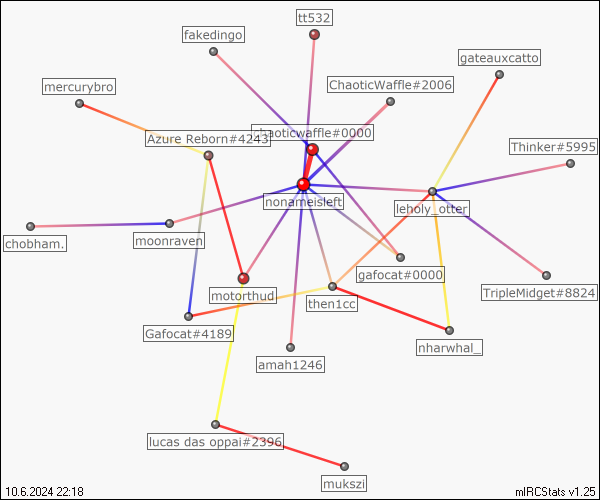 tt532
fakedingo
gateauxcatto
mercurybro
ChaoticWaffle#2006
Azure Reborn#4243
chaoticwaffle#0000
Thinker#5995
nonameisleft
leholy_otter
chobham.
moonraven
gafocat#0000
motorthud
then1cc
TripleMidget#8824
Gafocat#4189
nharwhal_
amah1246
lucas das oppai#2396
mukszi
10.6.2024 22:18
mIRCStats v1.25